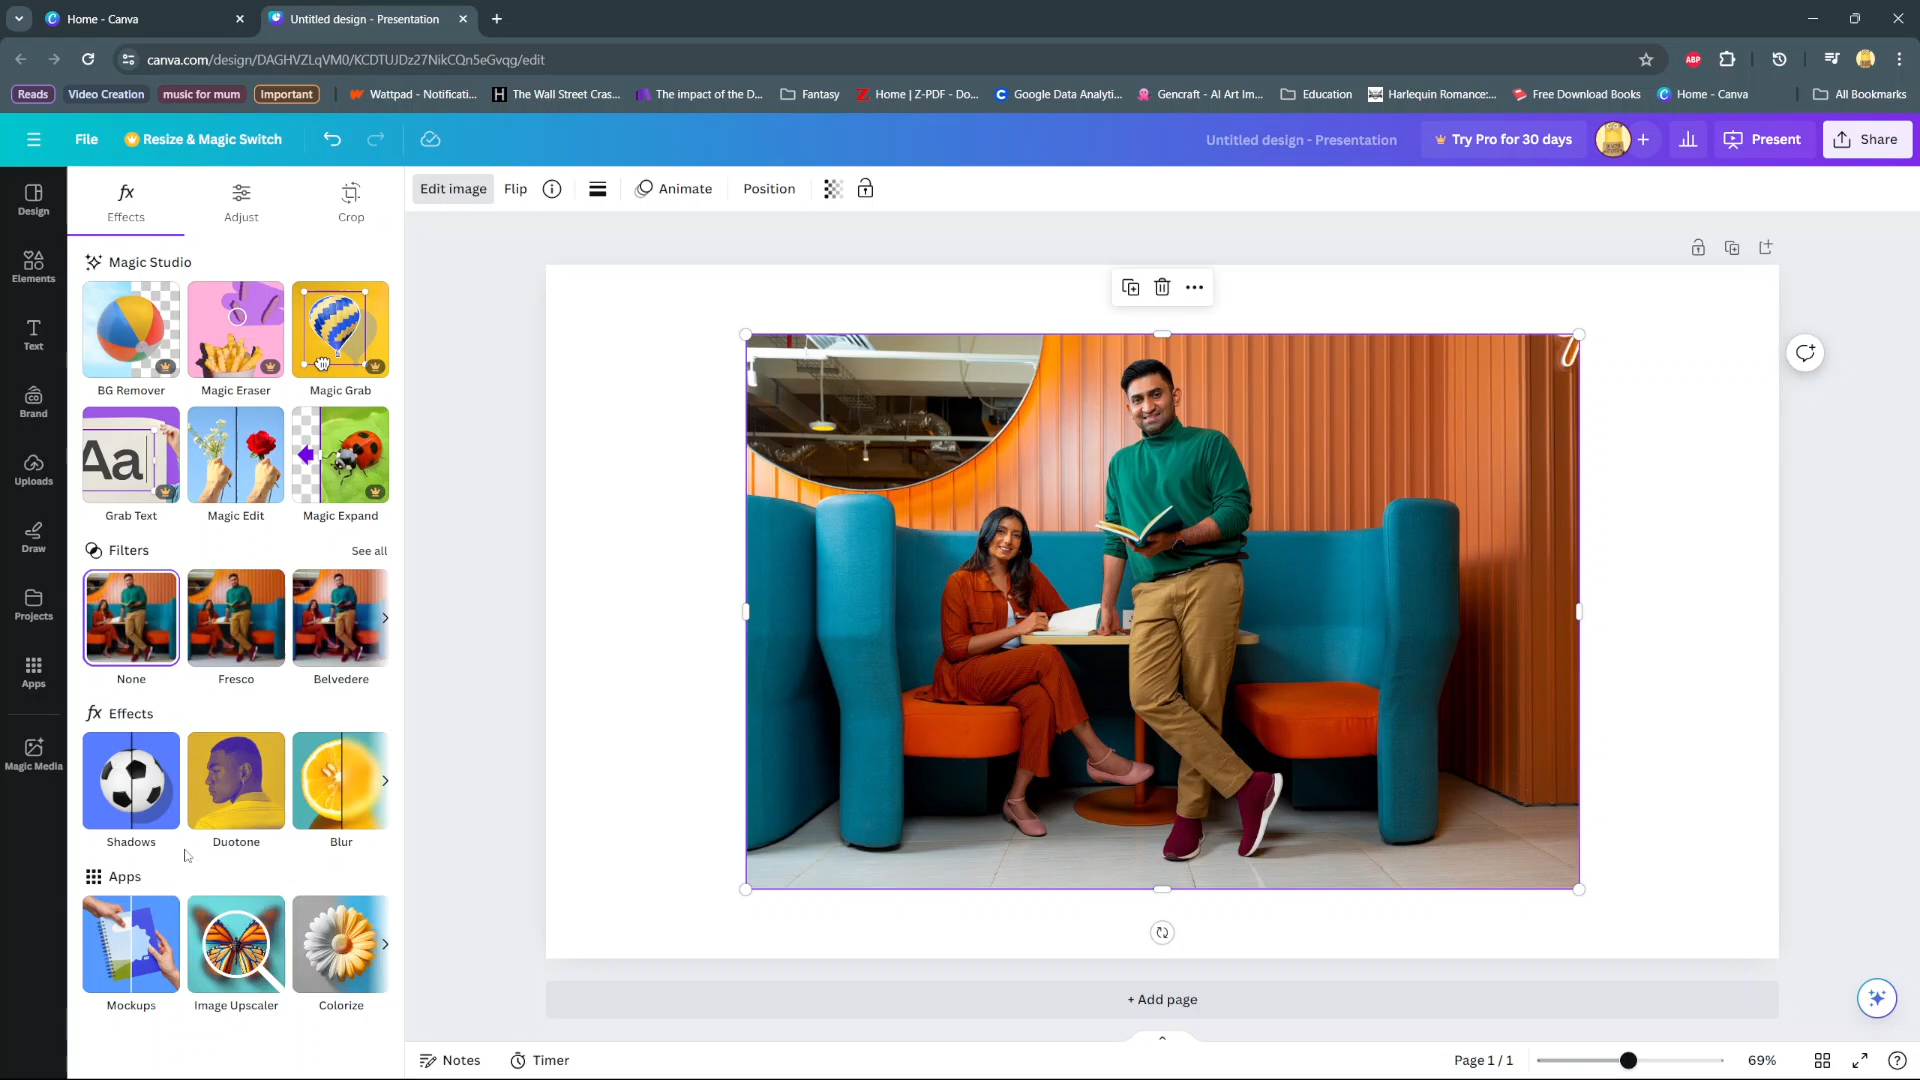 Home - Canva
Untitled design - Presentation
canva.com/design/DAGHVZLqVM0/KCDTUJDz27NikCQn5eGvqg/edit
ABP
Reads
Video Creation
music for mum
Important
Wattpad - Notificati...
The Wall Street Cras...
The impact of the D...
Fantasy
Home | Z-PDF - Do...
Google Data Analyti...
Gencraft - AI Art Im...
Education
Harlequin Romance:...
Free Download Books
Home - Canva
All Bookmarks
File
Resize & Magic Switch
Untitled design - Presentation
Try Pro for 30 days
Present
Share
Design
Elements
Text
Brand
Uploads
Draw
Projects
Apps
Magic Media
Effects
Adjust
Crop
Edit image
Flip
Animate
Position
Magic Studio
BG Remover
Magic Eraser
Magic Grab
Aa
Grab Text
Magic Edit
Magic Expand
Filters
See all
None
Fresco
Belvedere
fx Effects
Shadows
Duotone
Blur
Apps
Mockups
Image Upscaler
Colorize
+ Add page
Notes
Timer
Page 1 / 1
69%